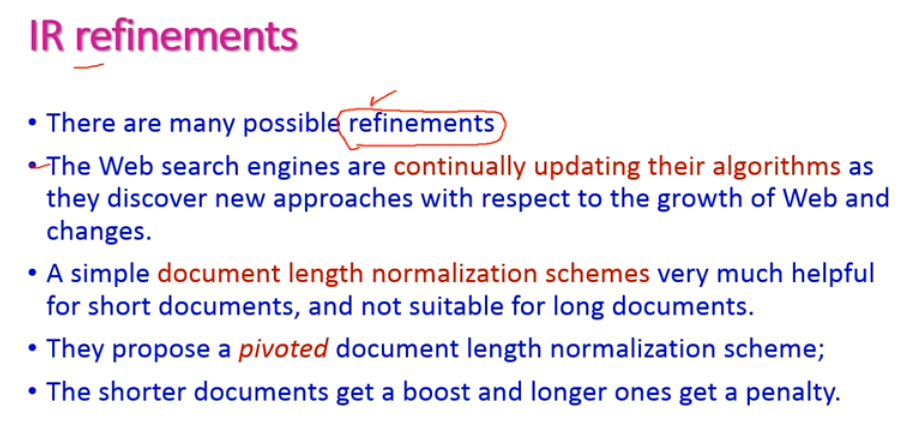 IR refinements
• There are many possible refinements
• The Web search engines are continually updating their algorithms as
they discover new approaches with respect to the growth of Web and
changes.
• A simple document length normalization schemes very much helpful
for short documents, and not suitable for long documents.
• They propose a pivoted document length normalization scheme;
• The shorter documents get a boost and longer ones get a penalty.